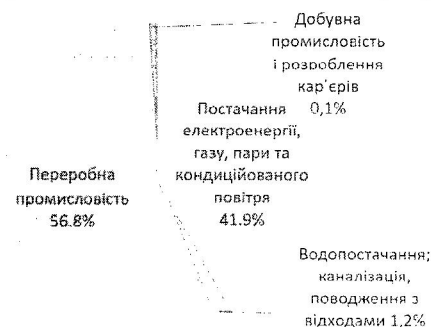 Добувна
промисловість
і розроблення
кар´єрів
0,1%
Постачання
електроенергії,
газу, пари та
кондиційованого
повітря
41.9%
Переробна
промисловість
56.8%
Водопостачання;
каналізація,
поводження з
відходами 1,2%